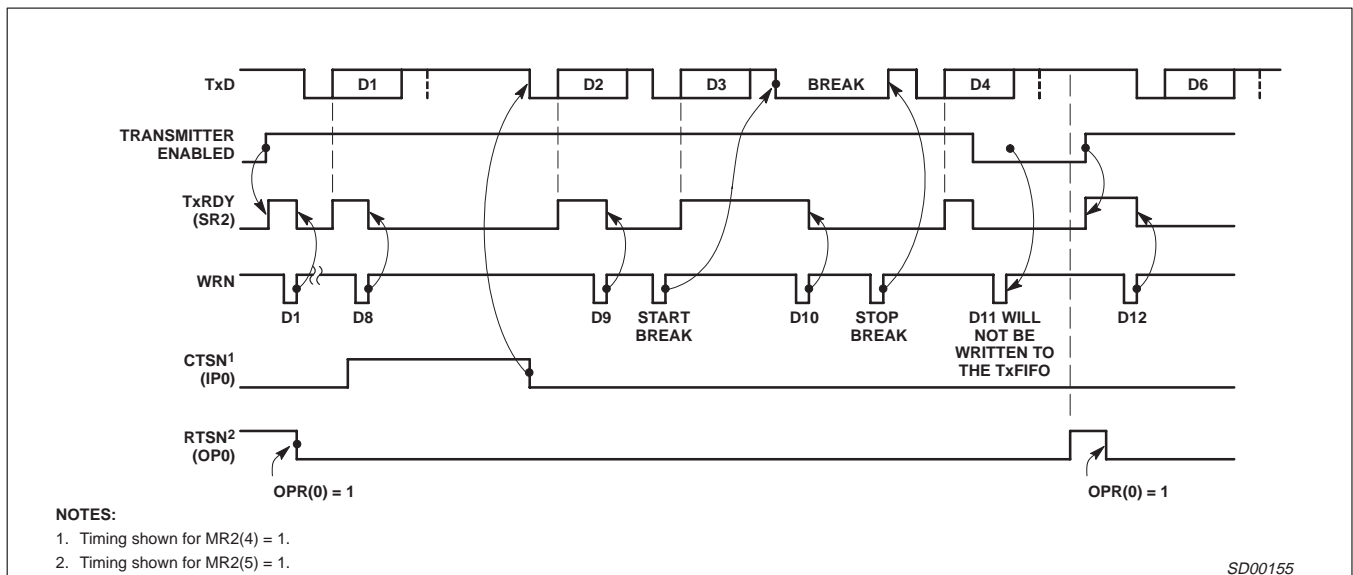 TxD
D1
D2
D3
BREAK
D4
D6
TRANSMITTER
ENABLED
TxRDY
(SR2)
WRN
D1
D8
D9
START
BREAK
D10
STOP
BREAK
D11 WILL
NOT BE
WRITTEN TO
THE TxFIFO
D12
CTSN1
(IP0)
RTSN2
(OP0)
OPR(0) = 1
OPR(0) = 1
NOTES:
1. Timing shown for MR2(4) = 1.
2. Timing shown for MR2(5) = 1.
SD00155